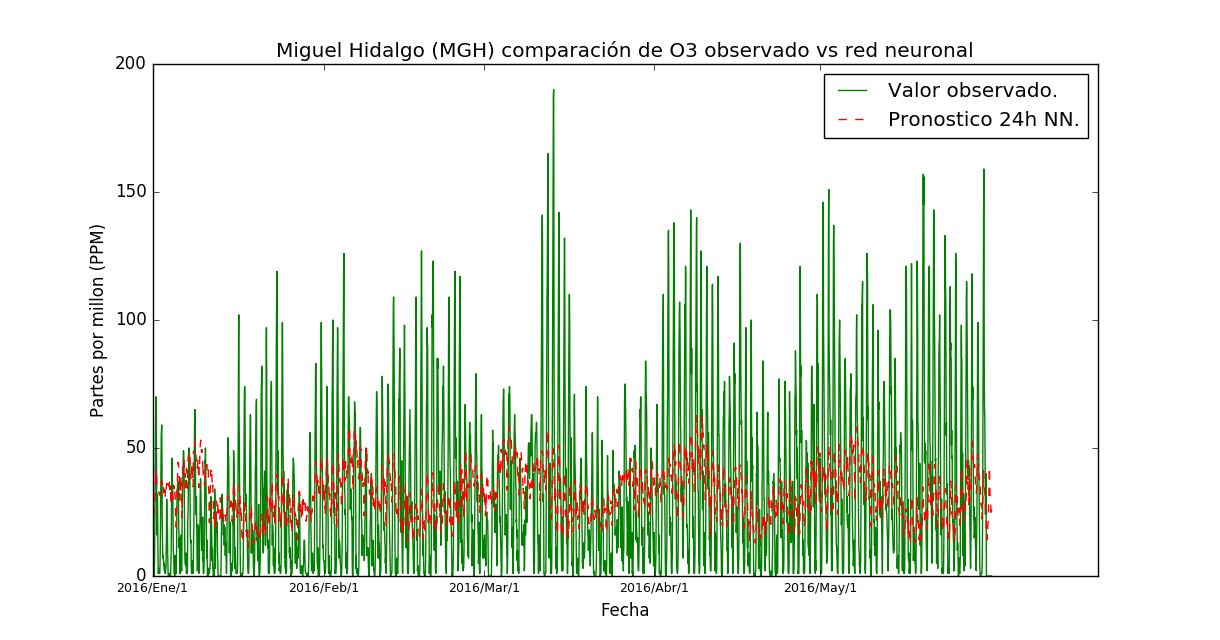 Miguel Hidalgo (MGH) comparación de O3 observado vs red neuronal
200
150
100
50
0
Partes por millon (PPM)
Valor observado.
Pronostico 24h NN.
2016/Ene/1
2016/Feb/1
2016/Mar/1
2016/Abr/1
2016/May/1
Fecha